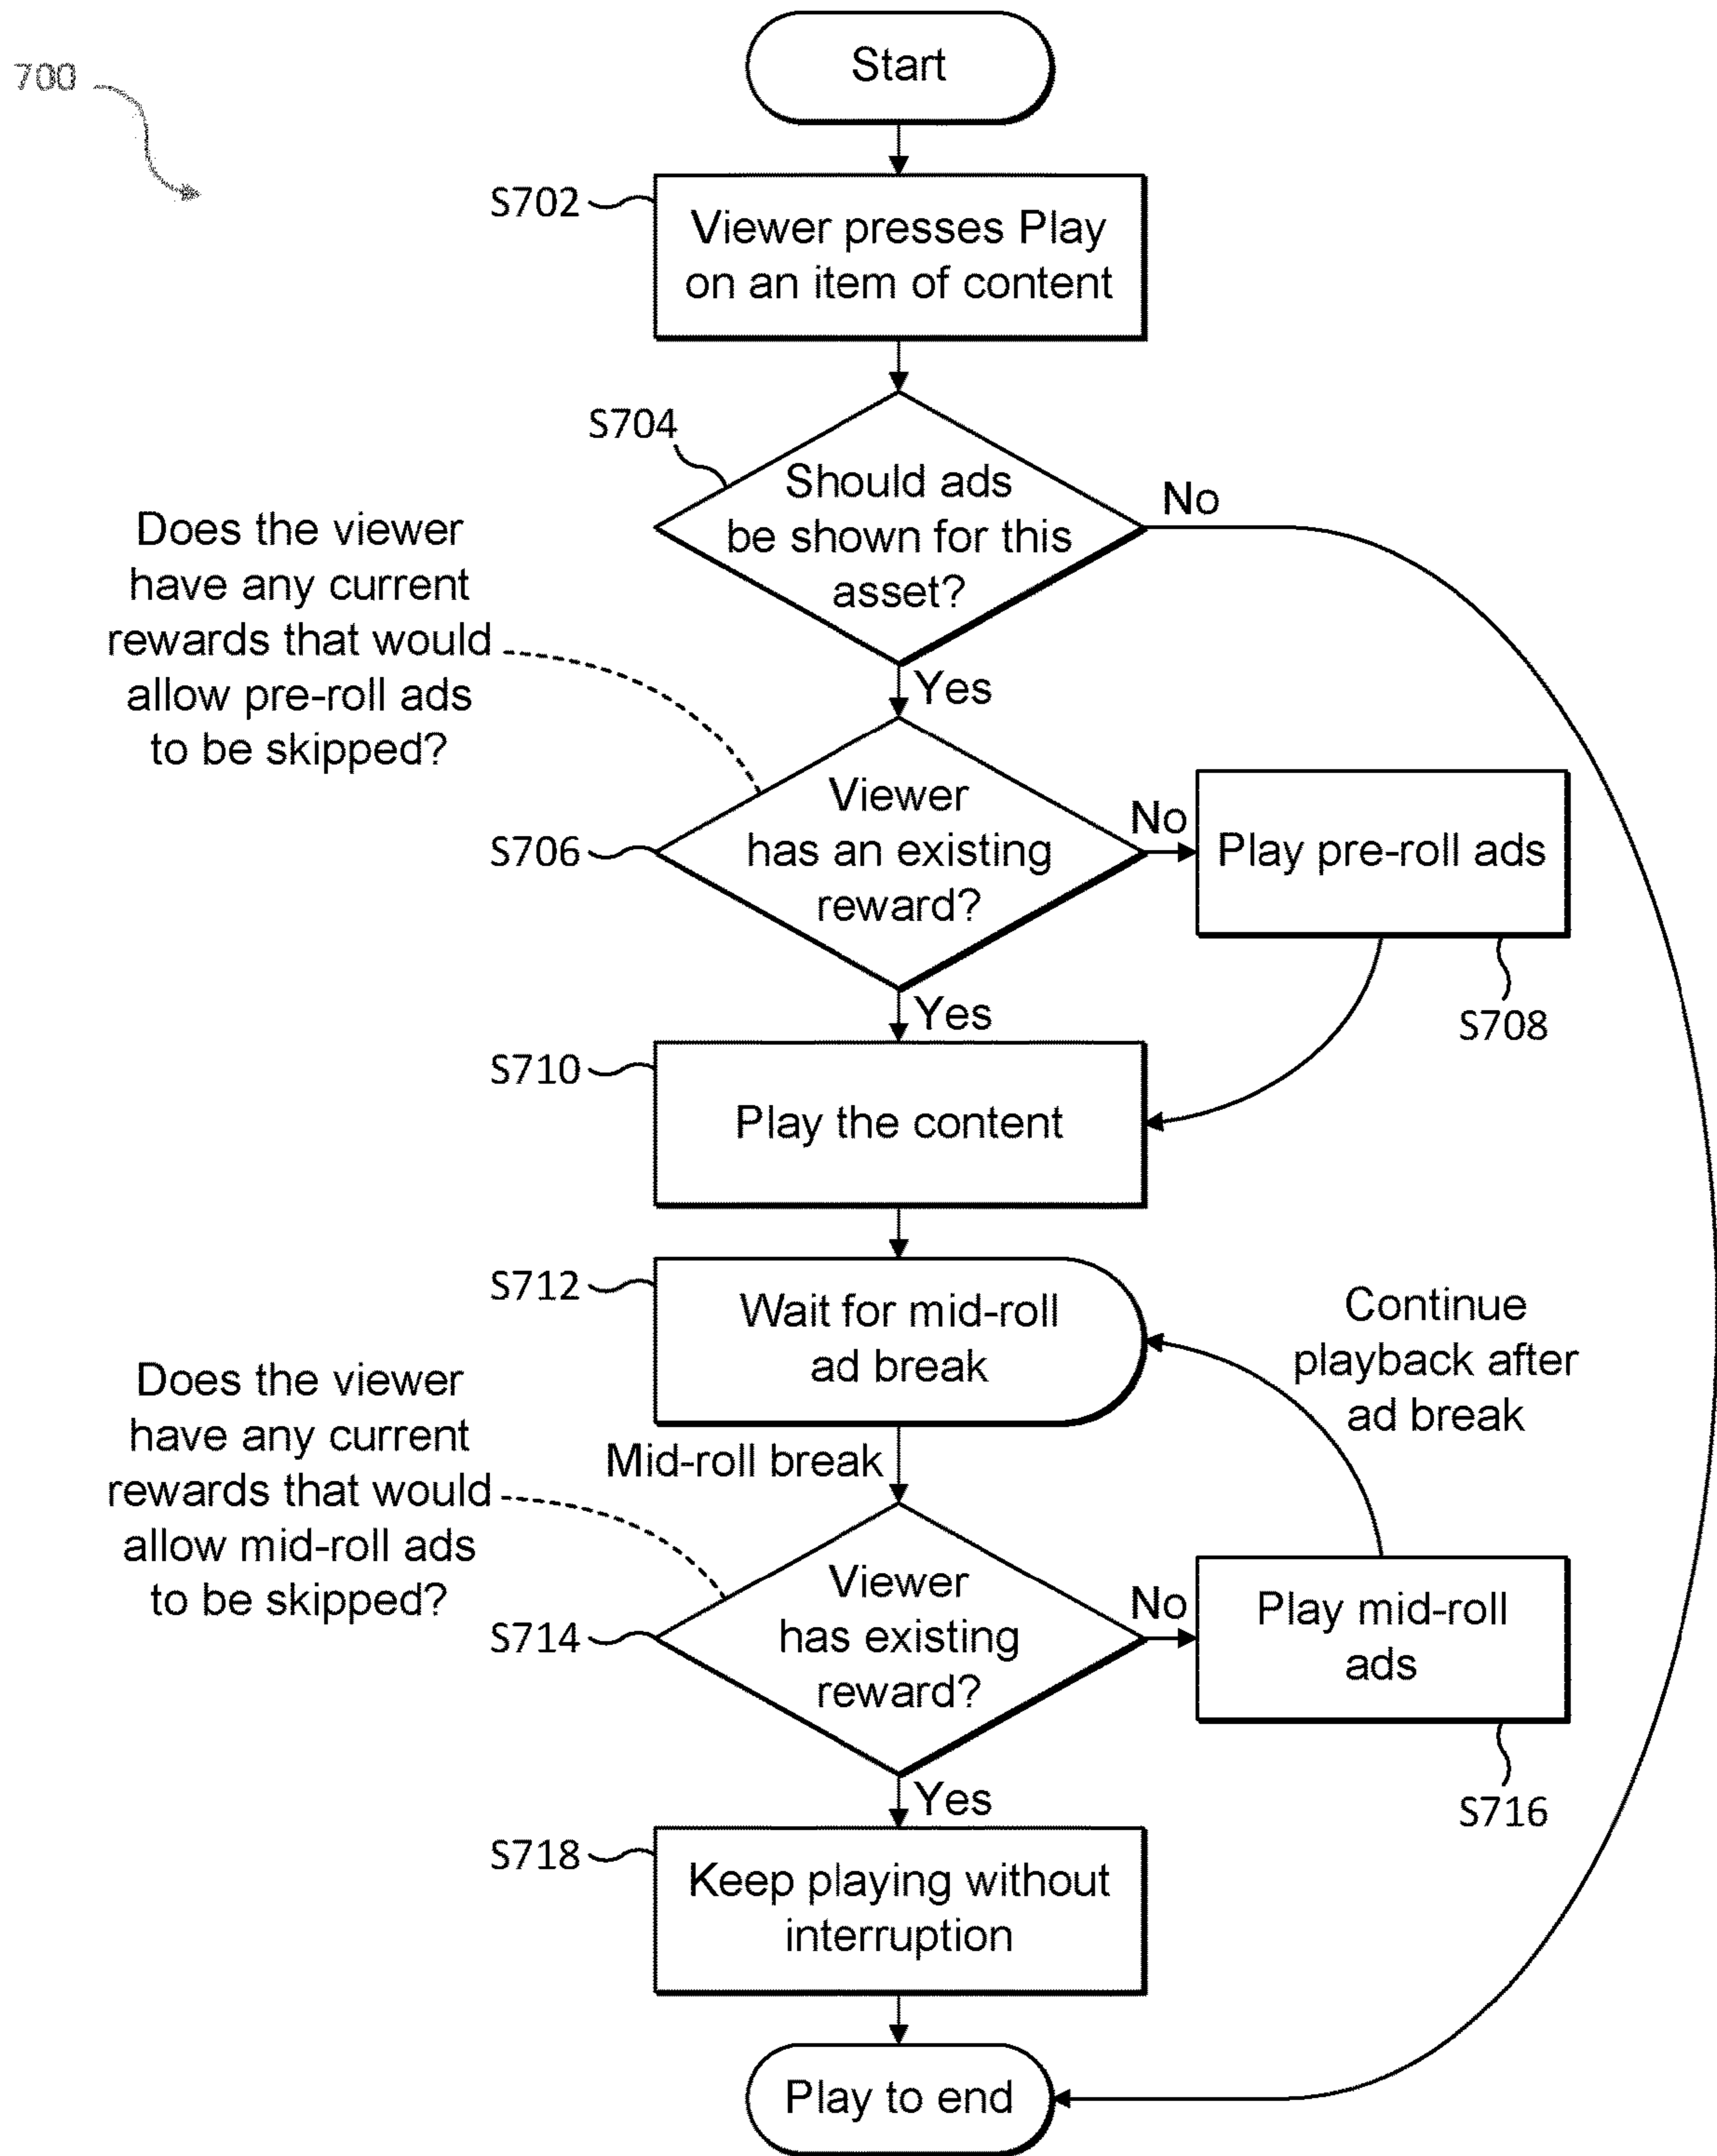 700
Start
S702
Viewer presses Play
on an item of content
S704
Should ads
be shown for this
asset?
No
Yes
Does the viewer
have any current
rewards that would
allow pre-roll ads
to be skipped?
S706
Viewer
has an existing
reward?
No
Play pre-roll ads
S708
Yes
S710
Play the content
S712
Wait for mid-roll
ad break
Continue
playback after
ad break
Mid-roll break
Does the viewer
have any current
rewards that would
allow mid-roll ads
to be skipped?
S714
Viewer
has existing
reward?
No
Play mid-roll
ads
S716
Yes
S718
Keep playing without
interruption
Play to end